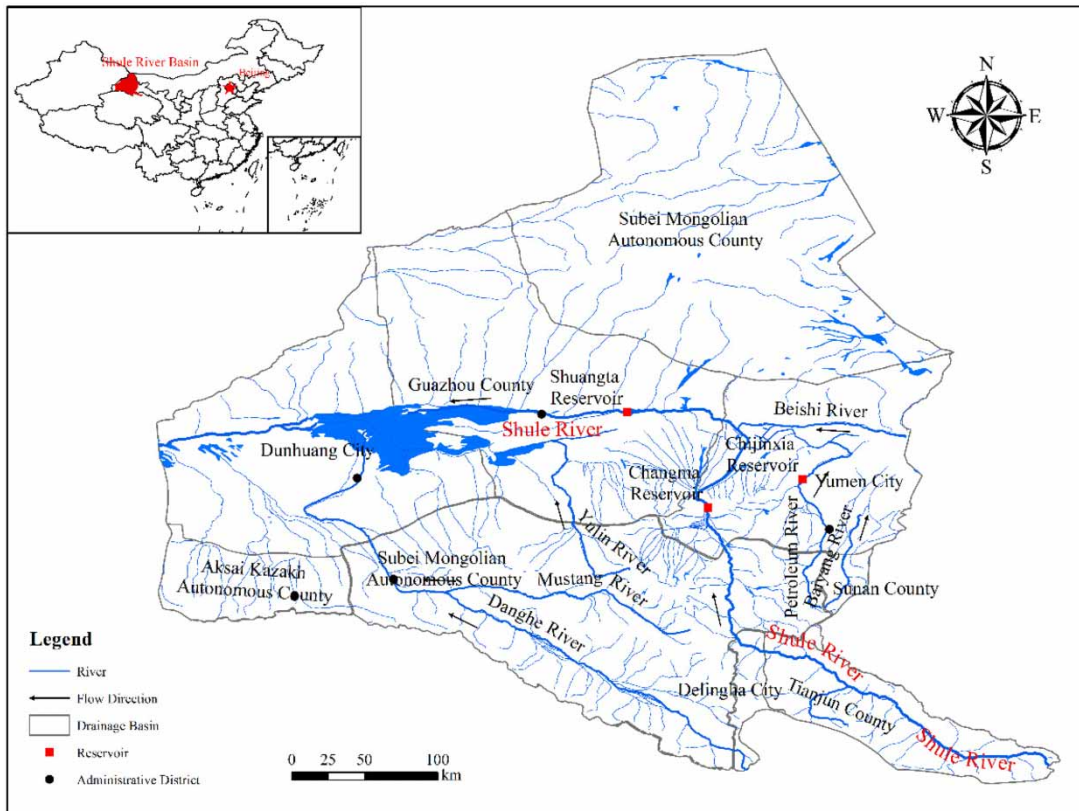 Shule River Basin
Beijing
N
W
E
S
Subei Mongolian
Autonomous County
Guazhou County
Shuangta
Reservoir
Beishi River
Shule River
Chijinxia
Reservoir
Dunhuang City
Changma
Reservoir
Yumen City
Petroleum River
Baiyang River
Yulin River
Subei Mongolian
Autonomous County
Mustang River
Aksai Kazakh
Autonomous County
Sunan County
Danghe River
Shule River
Delingha City
Tianjun County
Shule River
Legend
River
Flow Direction
Drainage Basin
Reservoir
Administrative District
0 25 50 100
km